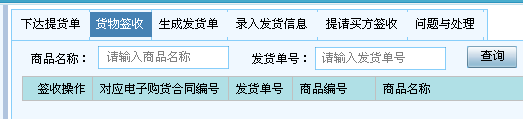 下达提货单 货物签收 生成发货单 录入发货信息 提请买方签收 问题与处理
商品名称： 请输入商品名称 发货单号： 请输入发货单号 查询
签收操作 对应电子购货合同编号 发货单号 商品编号 商品名称